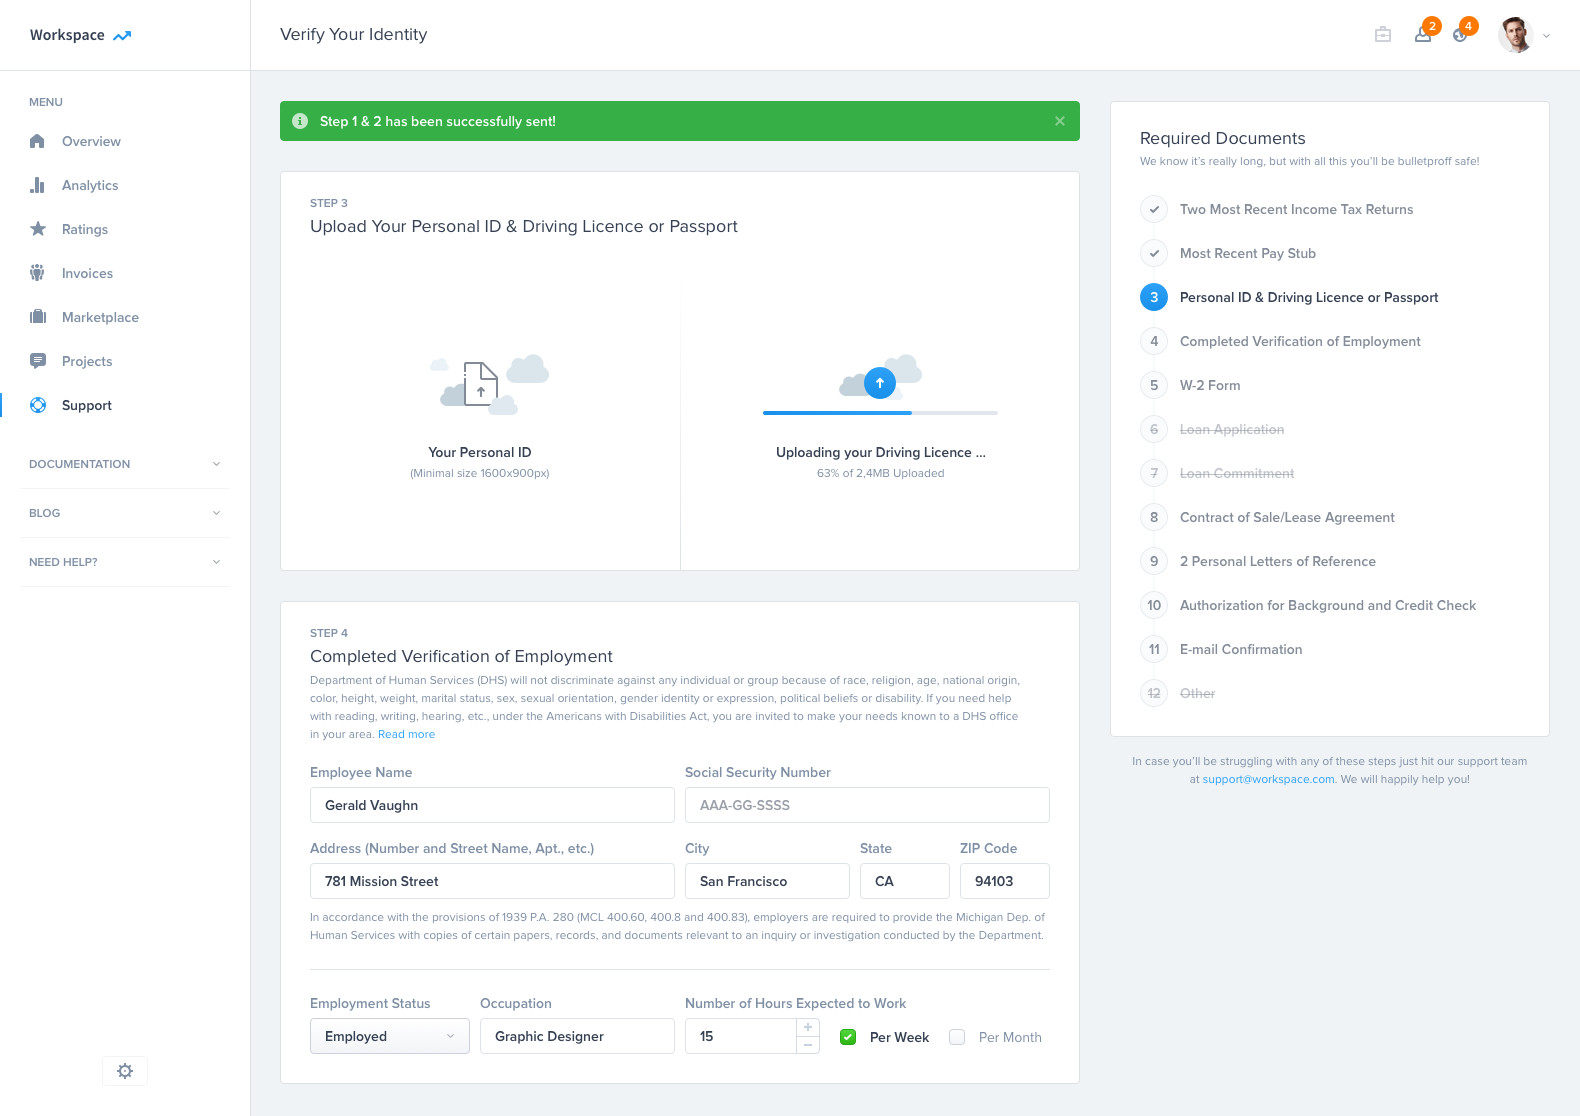 Workspace
Verify Your Identity
2
4
MENU
Overview
Analytics
Ratings
Invoices
Marketplace
Projects
Support
DOCUMENTATION
BLOG
NEED HELP?
Step 1 & 2 has been successfully sent!
STEP 3
Upload Your Personal ID & Driving Licence or Passport
Your Personal ID
(Minimal size 1600x900px)
Uploading your Driving Licence ...
63% of 2,4MB Uploaded
STEP 4
Completed Verification of Employment
Department of Human Services (DHS) will not discriminate against any individual or group because of race, religion, age, national origin,
color, height, weight, marital status, sex, sexual orientation, gender identity or expression, political beliefs or disability. If you need help
with reading, writing, hearing, etc., under the Americans with Disabilities Act, you are invited to make your needs known to a DHS office
in your area. Read more
Employee Name
Social Security Number
Gerald Vaughn
AAA-GG-SSSS
Address (Number and Street Name, Apt., etc.)
City
State
ZIP Code
781 Mission Street
San Francisco
CA
94103
In accordance with the provisions of 1939 P.A. 280 (MCL 400.60, 400.8 and 400.83), employers are required to provide the Michigan Dep. of
Human Services with copies of certain papers, records, and documents relevant to an inquiry or investigation conducted by the Department.
Employment Status
Occupation
Number of Hours Expected to Work
Employed
Graphic Designer
15
Per Week
Per Month
Required Documents
We know it's really long, but with all this you'll be bulletproff safe!
Two Most Recent Income Tax Returns
Most Recent Pay Stub
3 Personal ID & Driving Licence or Passport
4 Completed Verification of Employment
5 W-2 Form
6 Loan Application
7 Loan Commitment
8 Contract of Sale/Lease Agreement
9 2 Personal Letters of Reference
10 Authorization for Background and Credit Check
11 E-mail Confirmation
12 Other
In case you'll be struggling with any of these steps just hit our support team
at support@workspace.com. We will happily help you!